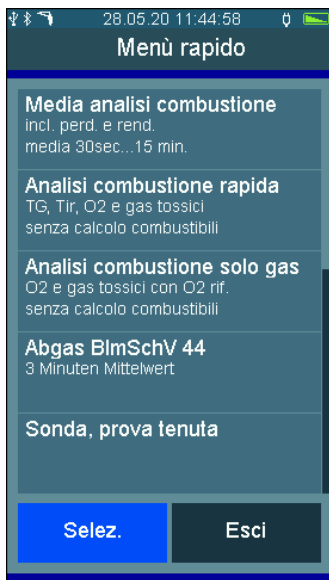 28.05.20 11:44:58
Menù rapido
Media analisi combustione
incl. perd. e rend.
media 30sec...15 min.
Analisi combustione rapida
TG, Tir, O2 e gas tossici
senza calcolo combustibili
Analisi combustione solo gas
O2 e gas tossici con O2 rif.
senza calcolo combustibili
Abgas BImSchV 44
3 Minuten Mittelwert
Sonda, prova tenuta
Selez.
Esci